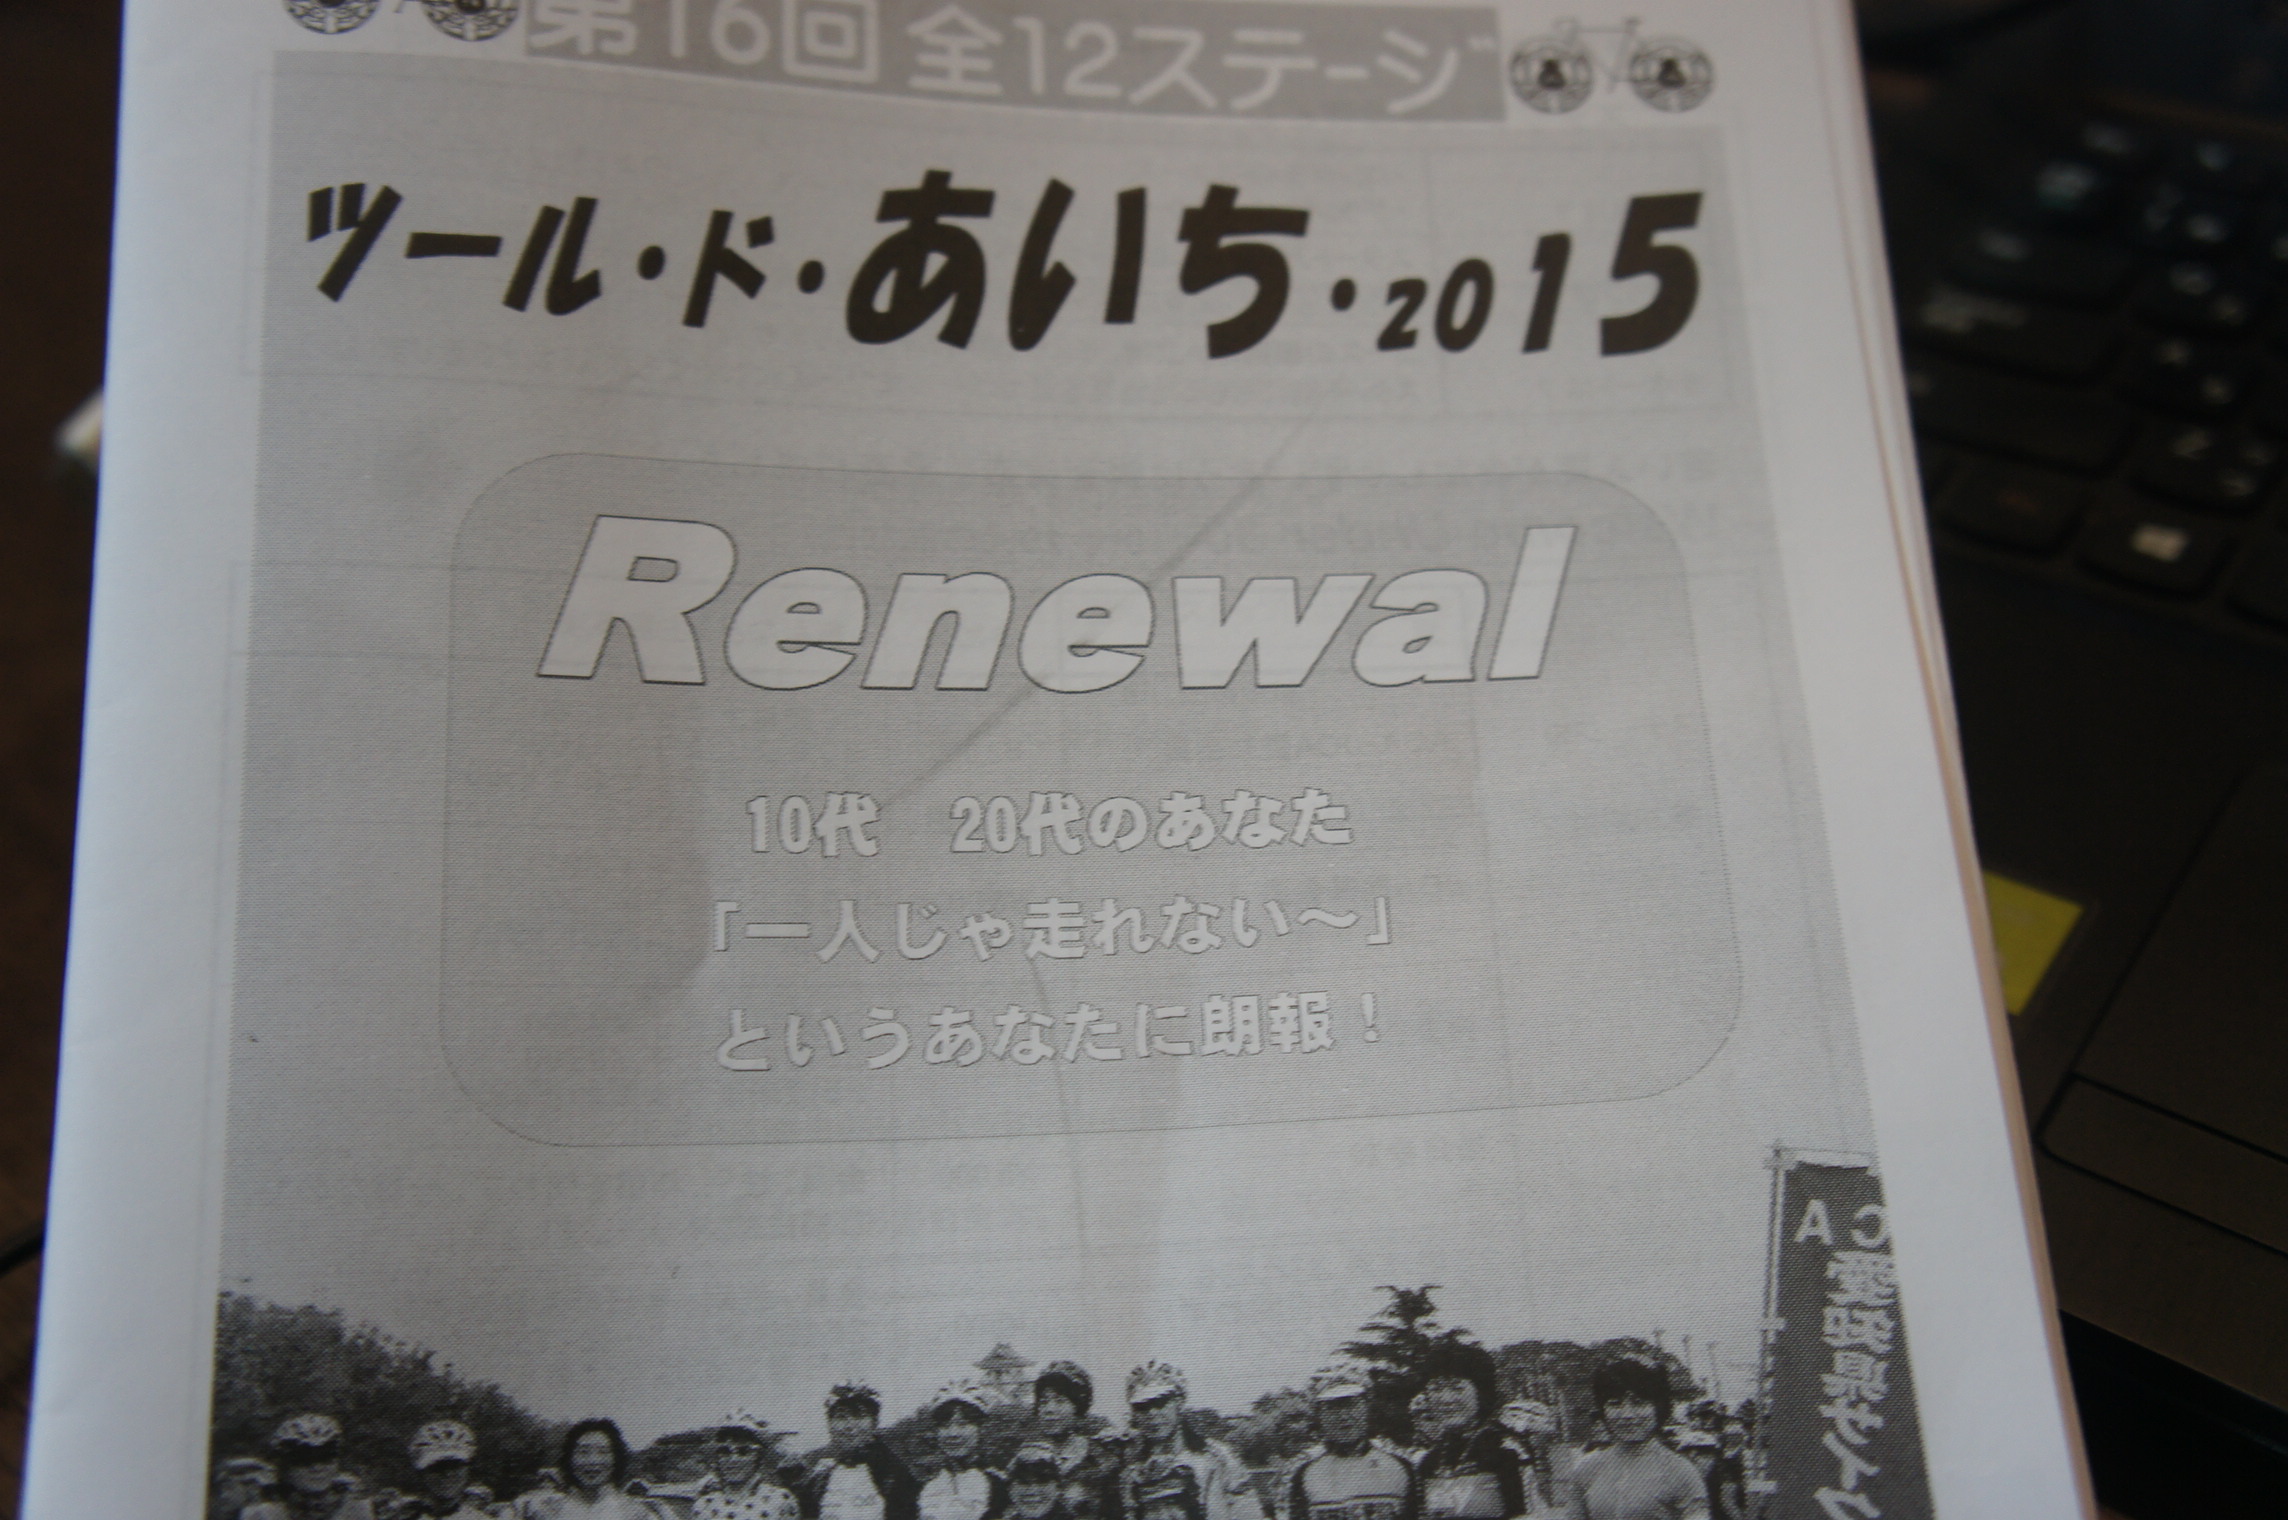 第16回 全12ステージ
ツール・ド・あいち・2015
Renewal
10代　20代のあなた
「一人じゃ走れない～」
というあなたに朗報！